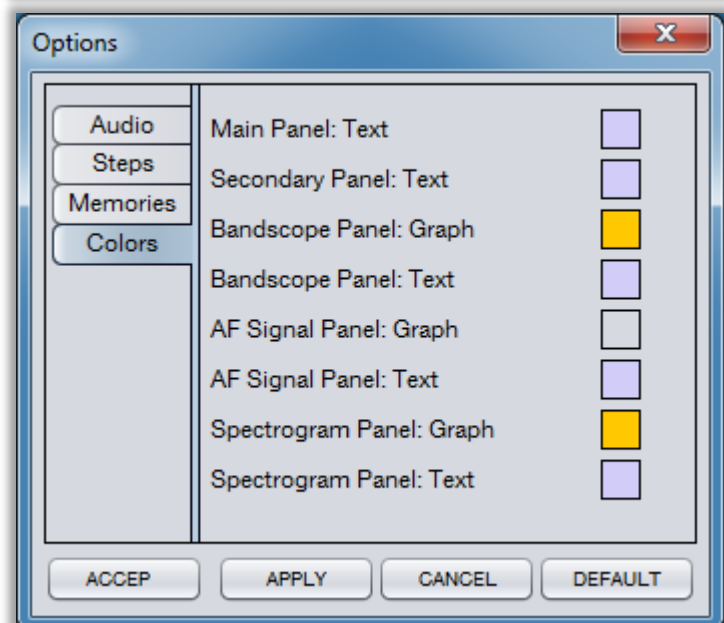 Options
Audio
Steps
Memories
Colors
Main Panel: Text
Secondary Panel: Text
Bandscope Panel: Graph
Bandscope Panel: Text
AF Signal Panel: Graph
AF Signal Panel: Text
Spectrogram Panel: Graph
Spectrogram Panel: Text
ACCEP APPLY CANCEL DEFAULT